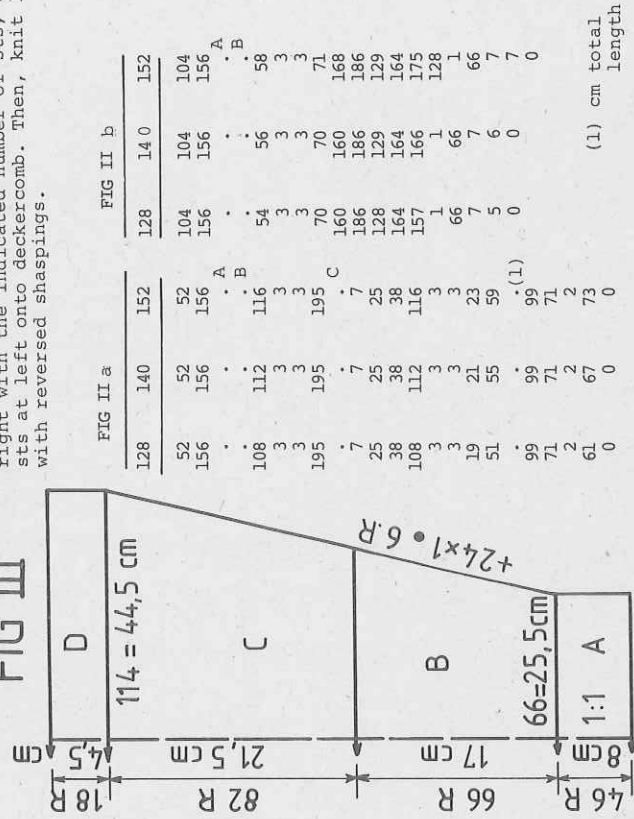 right with the indicated number of sts,
sts at left onto deckercomb. Then, knit
with reversed shaspings.
FIG II a
128 140 152
52 52 52
156 156 156
. . . A
. . . B
108 112 116
3 3 3
3 3 3
195 195 195
. . . C
7 7 7
25 25 25
38 38 38
108 112 116
3 3 3
3 3 3
19 21 23
51 55 59
. . . (1)
99 99 99
71 71 71
2 2 2
61 67 73
0 0 0
FIG II b
128 14 0 152
104 104 104
156 156 156
. . . A
. . . B
54 56 58
3 3 3
3 3 3
70 70 71
160 160 168
186 186 186
128 129 129
164 164 164
157 166 175
1 1 128
66 66 1
7 7 66
5 6 7
0 0 7
0
(1) cm total
length
FIG III
18 R
4,5 cm
D
114 = 44,5 cm
82 R
21,5 cm
C
+24x1 • 6.R
66 R
17 cm
B
66=25,5cm
46 R
8cm
1:1 A